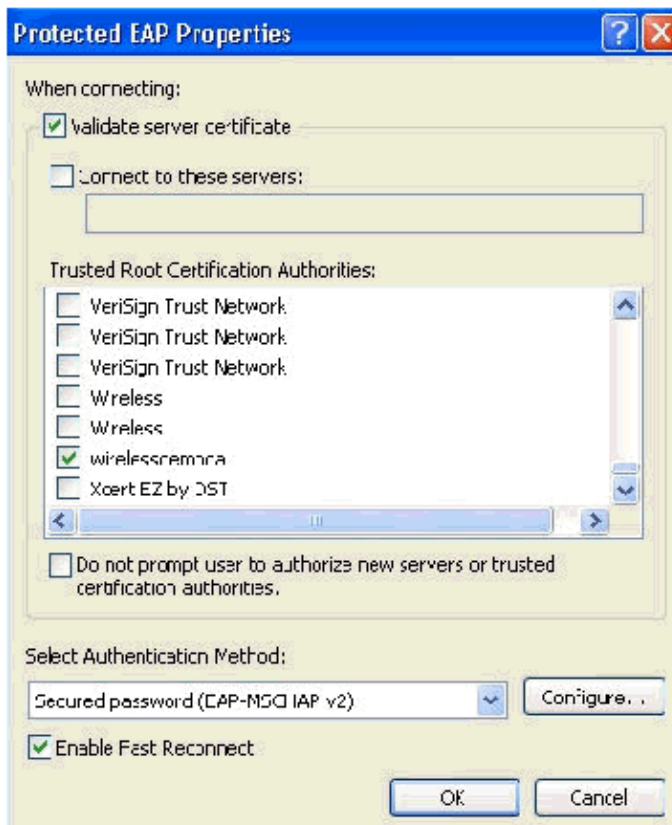 Protected EAP Properties
When connecting:
Validate server certificate
Connect to these servers:
Trusted Root Certification Authorities:
VeriSign Trust Network
VeriSign Trust Network
VeriSign Trust Network
Wireless
Wireless
wirelessdemoca
Xcert EZ by DST
Do not prompt user to authorize new servers or trusted
certification authorities.
Select Authentication Method:
Secured password (EAP-MSCHAP v2)
Configure...
Enable Fast Reconnect
OK
Cancel